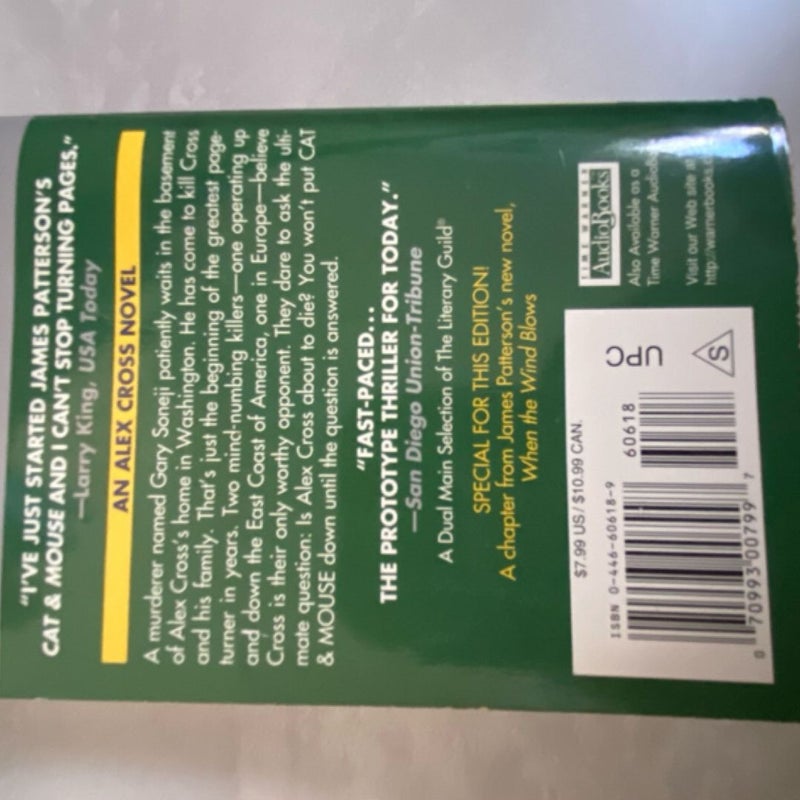 "I'VE JUST STARTED JAMES PATTERSON'S
CAT & MOUSE AND I CAN'T STOP TURNING PAGES."
—Larry King, USA Today
AN ALEX CROSS NOVEL
A murderer named Gary Soneji patiently waits in the basement
of Alex Cross's home in Washington. He has come to kill Cross
and his family. That's just the beginning of the greatest page-
turner in years. Two mind-numbing killers—one operating up
and down the East Coast of America, one in Europe—believe
Cross is their only worthy opponent. They dare to ask the ulti-
mate question: Is Alex Cross about to die? You won't put CAT
& MOUSE down until the question is answered.
"FAST-PACED...
THE PROTOTYPE THRILLER FOR TODAY."
—San Diego Union-Tribune
A Dual Main Selection of The Literary Guild®
SPECIAL FOR THIS EDITION!
A chapter from James Patterson's new novel,
When the Wind Blows
$7.99 US / $10.99 CAN.
ISBN 0-446-60618-9
60618
0 70993 00799 7
UPC
S
TIME WARNER
AudioBooks
Also Available as a
Time Warner Audiobo
Visit our Web site at
http://warnerbooks.c